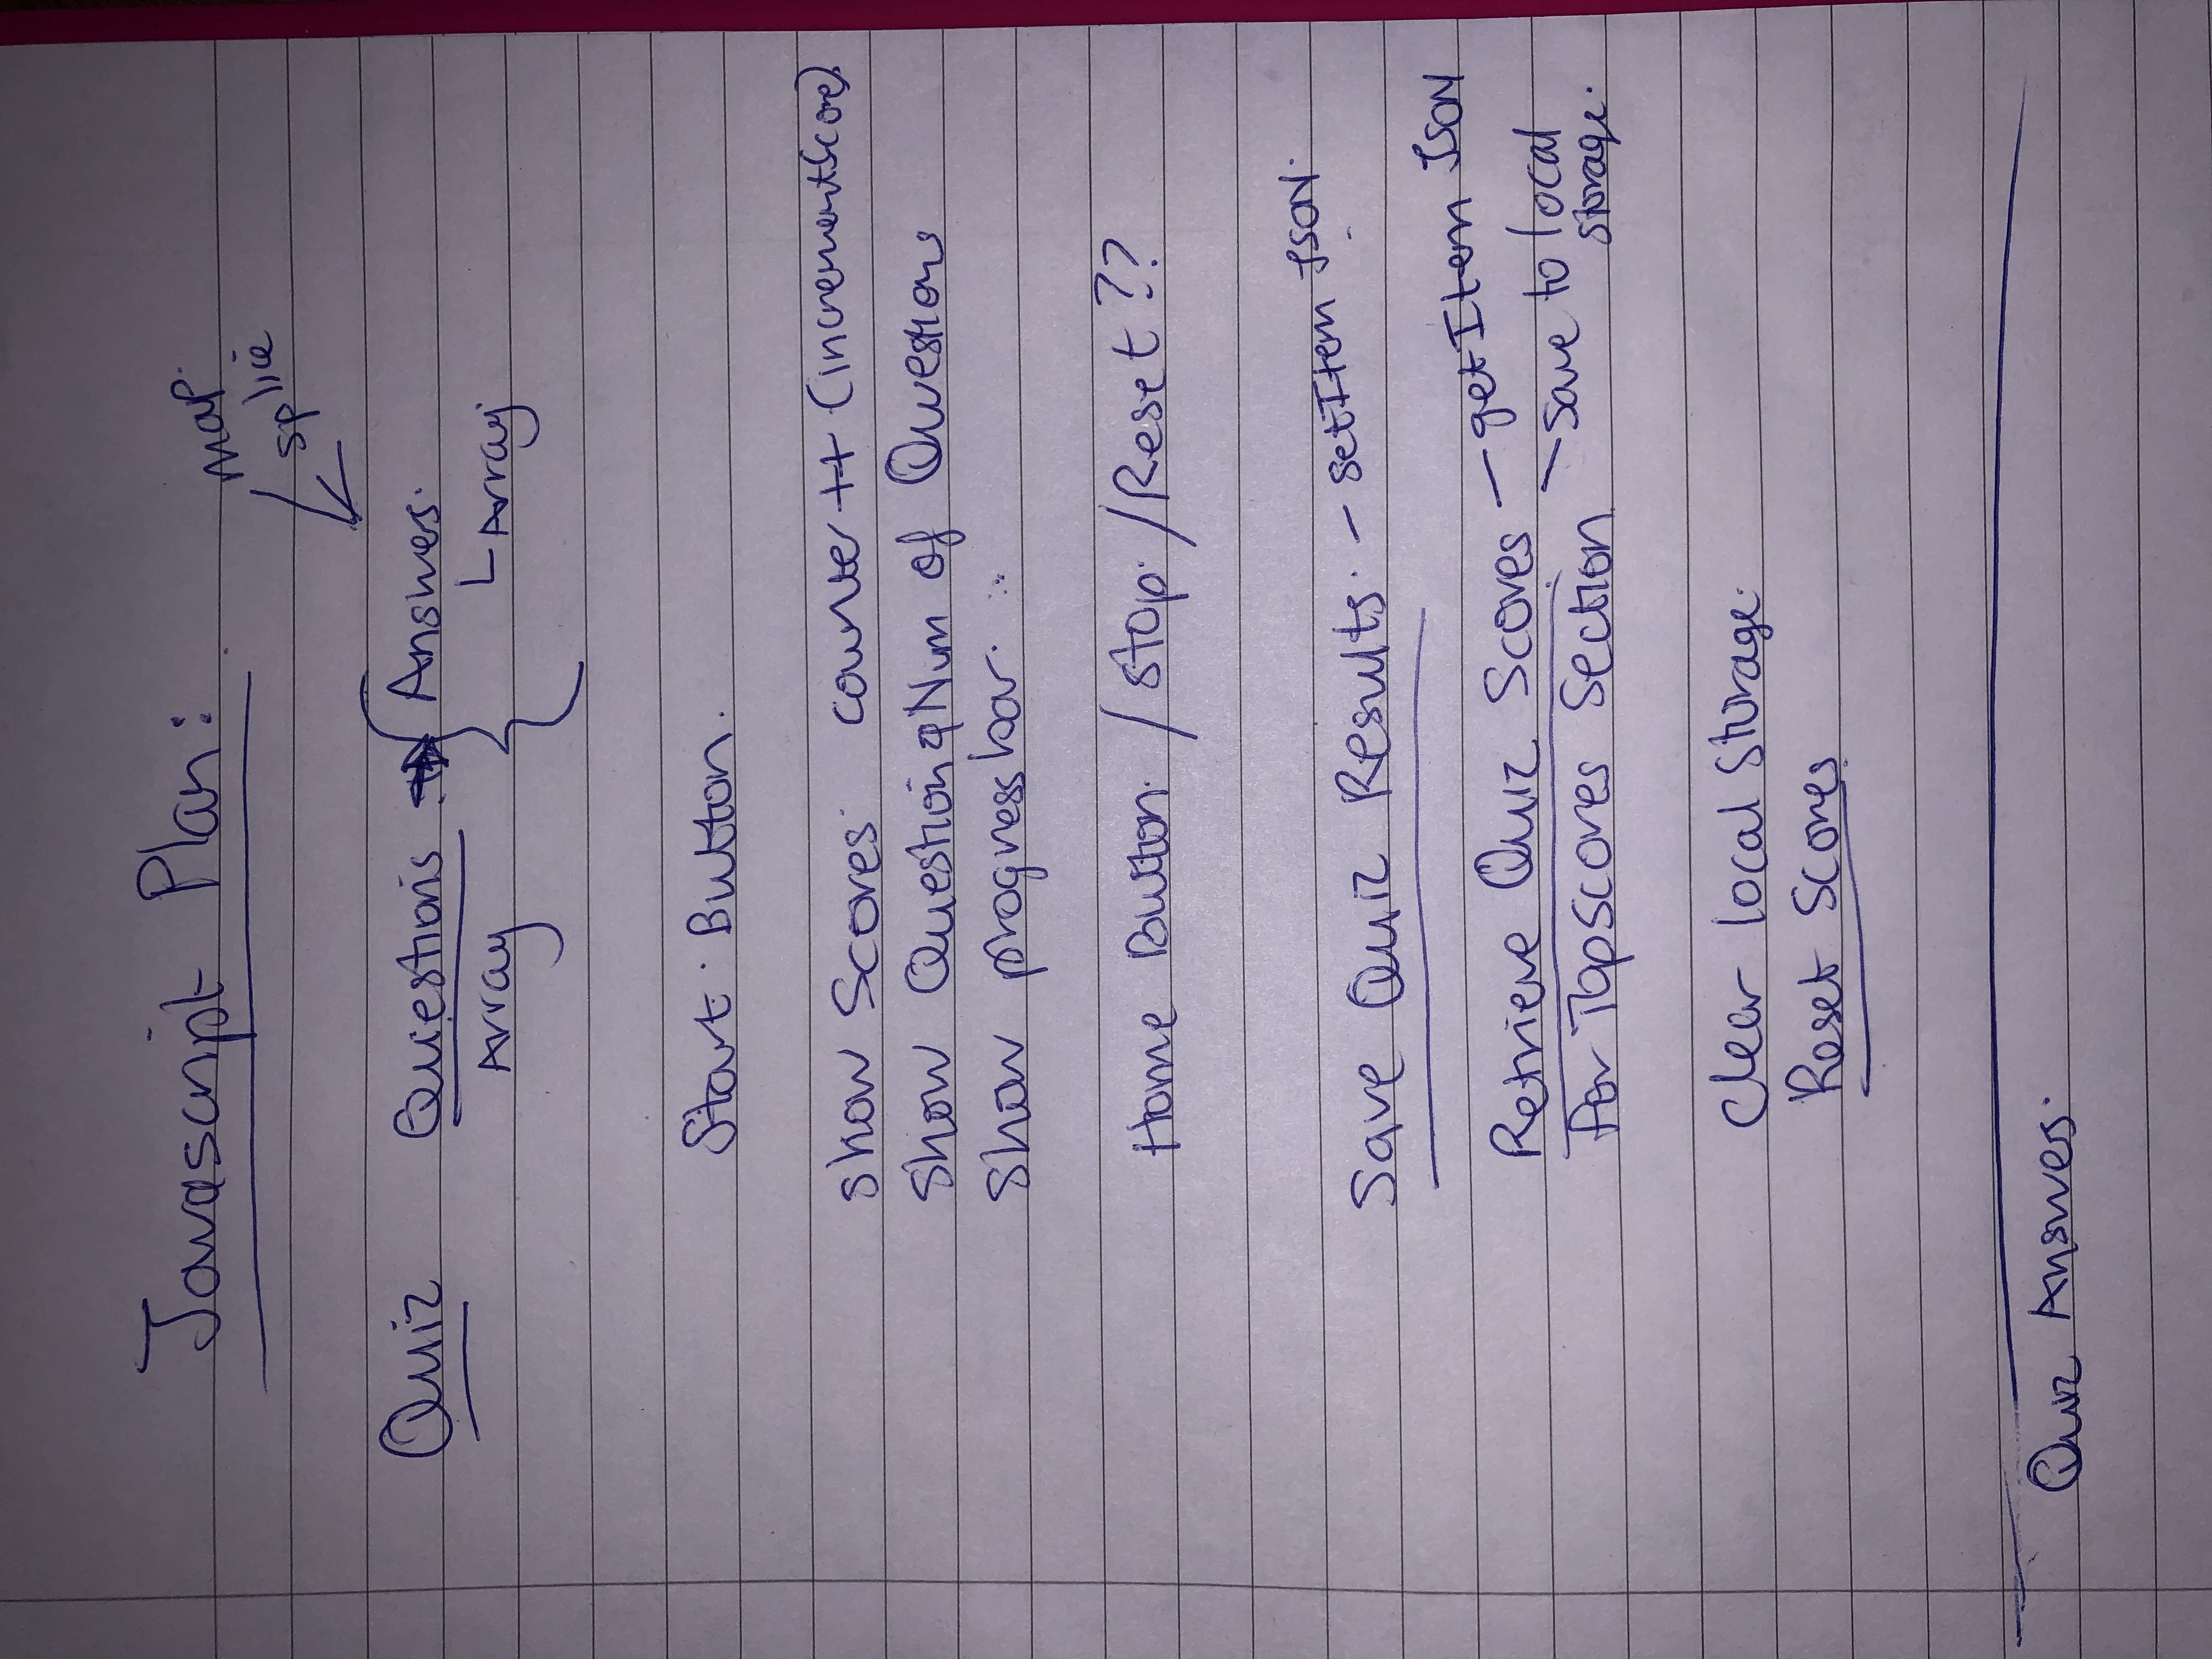 Javascript Plan:
map.
splice
Quiz Questions → { Answers.
Array └ Array
Start Button.
Show Scores counter ++ (incrementScore)
Show Question & Num of Questions
Show progress bar.
Home Button / Stop. / Reset??
Save Quiz Results. - setItem JSON.
Retrieve Quiz Scores - getItem JSON
For Topscores Section - Save to local
storage.
Clear local Storage.
Reset Scores
Quiz Answers.